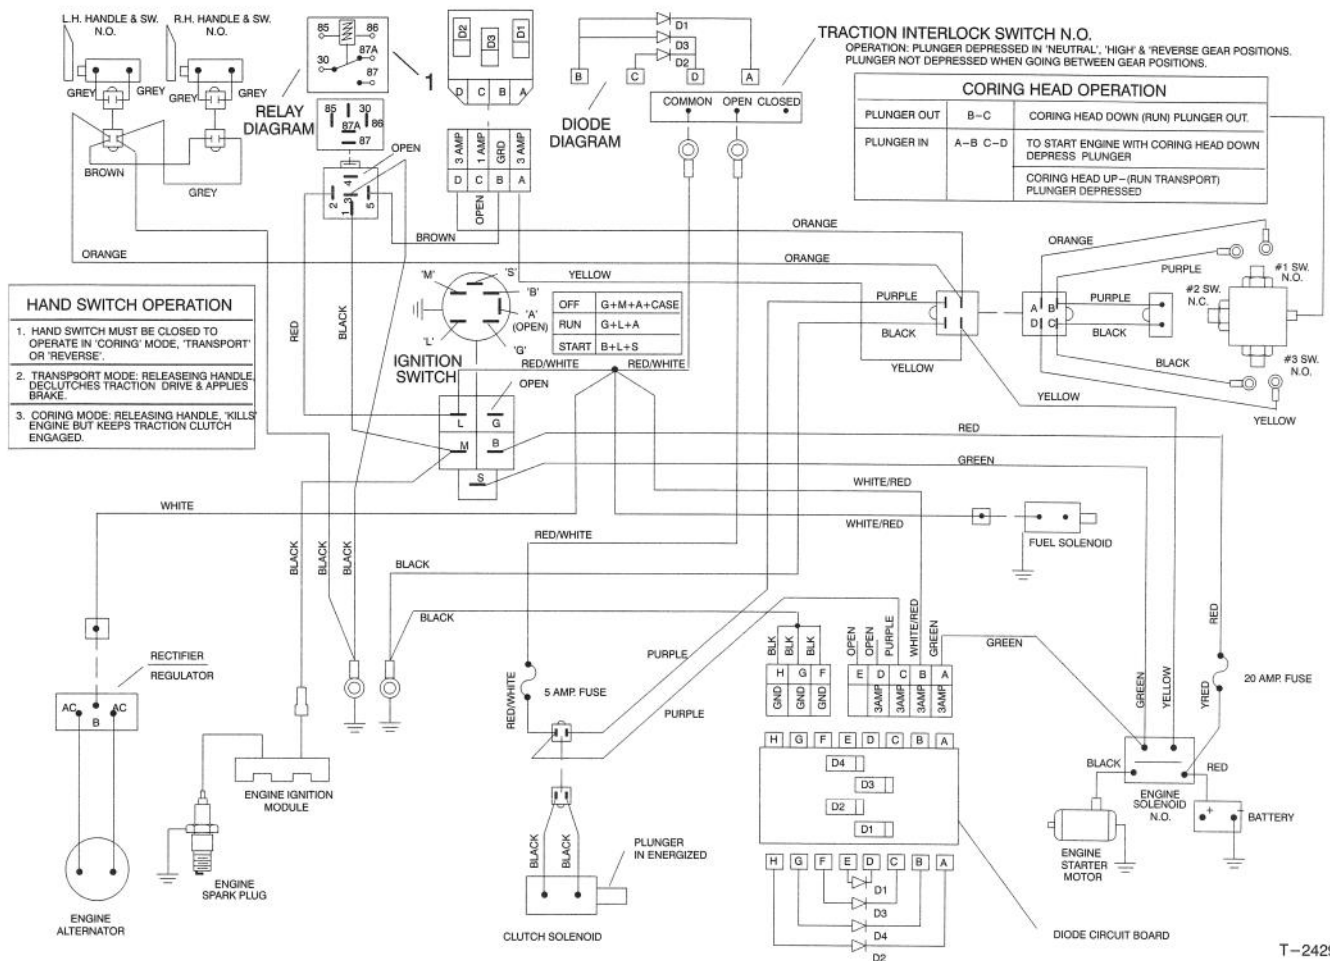 L.H. HANDLE & SW.
N.O.
R.H. HANDLE & SW.
N.O.
GREY
GREY
GREY
GREY
BROWN
GREY
85
86
87A
30
87
RELAY
DIAGRAM
1
85
30
87A
86
87
OPEN
4
2
3
1
5
D2
D3
D1
D C B A
3 AMP
1 AMP
GRD
3 AMP
D C B A
OPEN
BROWN
D1
D3
D2
B
C
D
A
DIODE
DIAGRAM
TRACTION INTERLOCK SWITCH N.O.
OPERATION: PLUNGER DEPRESSED IN 'NEUTRAL', 'HIGH' & 'REVERSE GEAR POSITIONS.
PLUNGER NOT DEPRESSED WHEN GOING BETWEEN GEAR POSITIONS.
COMMON OPEN CLOSED
CORING HEAD OPERATION
PLUNGER OUT B-C CORING HEAD DOWN (RUN) PLUNGER OUT.
PLUNGER IN A-B C-D TO START ENGINE WITH CORING HEAD DOWN
DEPRESS PLUNGER
CORING HEAD UP-(RUN TRANSPORT)
PLUNGER DEPRESSED
ORANGE
ORANGE
YELLOW
ORANGE
PURPLE
#1 SW.
N.O.
#2 SW.
N.C.
#3 SW.
N.O.
PURPLE
BLACK
YELLOW
A B
D C
PURPLE
BLACK
BLACK
YELLOW
YELLOW
HAND SWITCH OPERATION
1. HAND SWITCH MUST BE CLOSED TO
OPERATE IN 'CORING' MODE, 'TRANSPORT'
OR 'REVERSE'.
2. TRANSP9ORT MODE: RELEASEING HANDLE,
DECLUTCHES TRACTION DRIVE & APPLIES
BRAKE.
3. CORING MODE: RELEASING HANDLE, 'KILLS'
ENGINE BUT KEEPS TRACTION CLUTCH
ENGAGED.
RED
BLACK
'M'
'S'
'B'
'A'
(OPEN)
'L'
'G'
IGNITION
SWITCH
OFF G+M+A+CASE
RUN G+L+A
START B+L+S
RED/WHITE
RED/WHITE
OPEN
L G
M B
S
RED
GREEN
WHITE/RED
WHITE/RED
FUEL SOLENOID
WHITE
BLACK
BLACK
BLACK
RED/WHITE
BLACK
BLACK
RECTIFIER
REGULATOR
AC
AC
B
ENGINE
ALTERNATOR
ENGINE IGNITION
MODULE
ENGINE
SPARK PLUG
RED/WHITE
5 AMP. FUSE
PURPLE
PURPLE
BLACK
BLACK
PLUNGER
IN ENERGIZED
CLUTCH SOLENOID
BLK
BLK
BLK
H G F
GND
GND
GND
OPEN
OPEN
PURPLE
WHITE/RED
GREEN
E D C B A
3AMP
3AMP
3AMP
3AMP
H G F E D C B A
D4
D3
D2
D1
H G F E D C B A
D1
D3
D4
D2
DIODE CIRCUIT BOARD
GREEN
GREEN
YELLOW
YRED
RED
20 AMP. FUSE
BLACK
RED
ENGINE
SOLENOID
N.O.
+
-
BATTERY
ENGINE
STARTER
MOTOR
T-2429